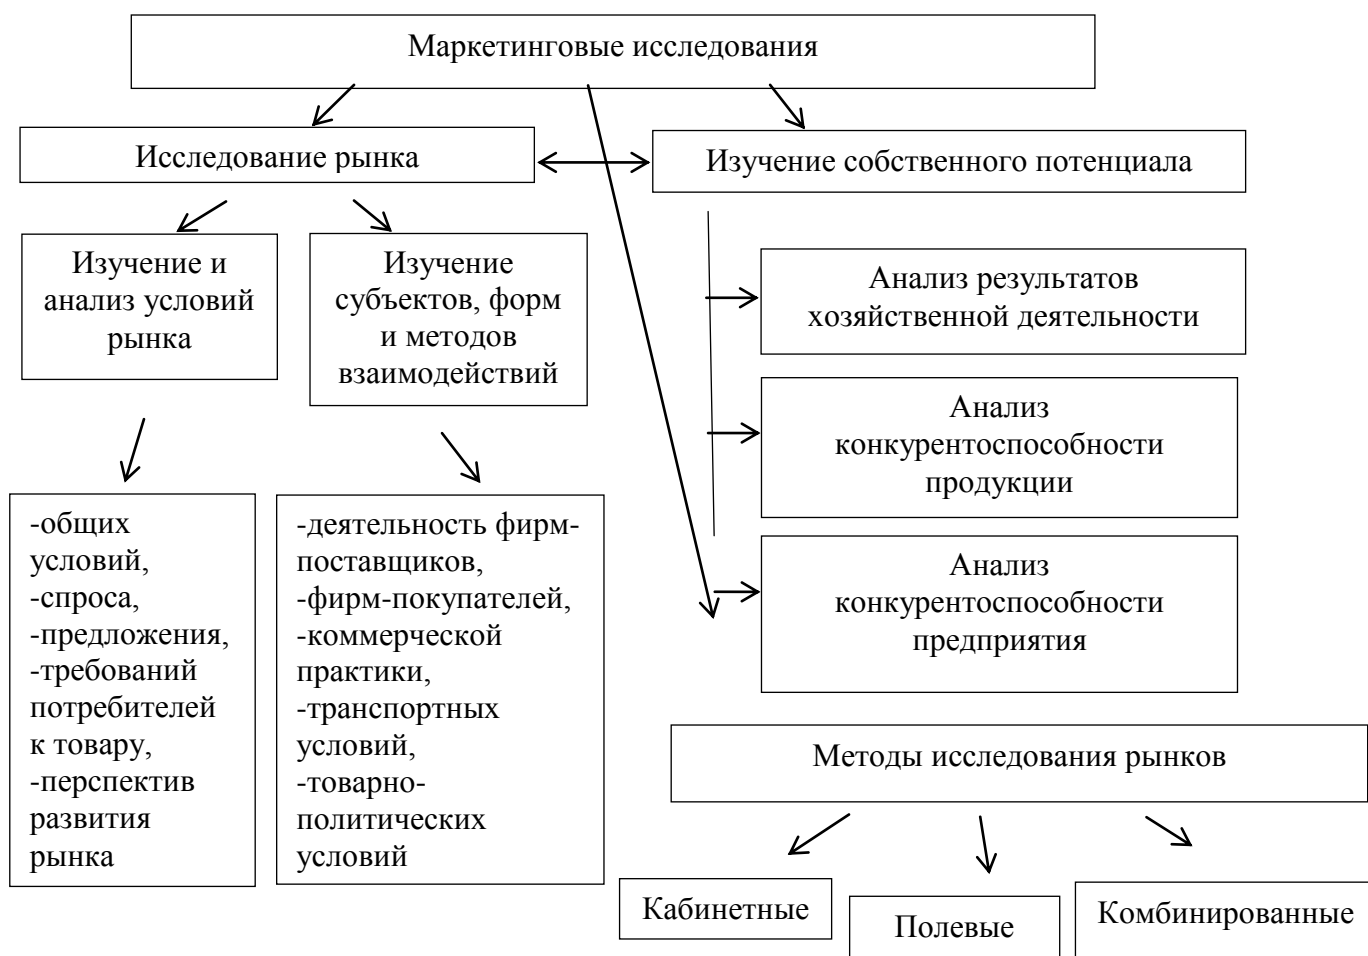 Маркетинговые исследования
Исследование рынка
Изучение собственного потенциала
Изучение и
анализ условий
рынка
Изучение
субъектов, форм
и методов
взаимодействий
Анализ результатов
хозяйственной деятельности
Анализ
конкурентоспособности
продукции
Анализ
конкурентоспособности
предприятия
-общих
условий,
-спроса,
-предложения,
-требований
потребителей
к товару,
-перспектив
развития
рынка
-деятельность фирм-
поставщиков,
-фирм-покупателей,
-коммерческой
практики,
-транспортных
условий,
-товарно-
политических
условий
Методы исследования рынков
Кабинетные
Полевые
Комбинированные